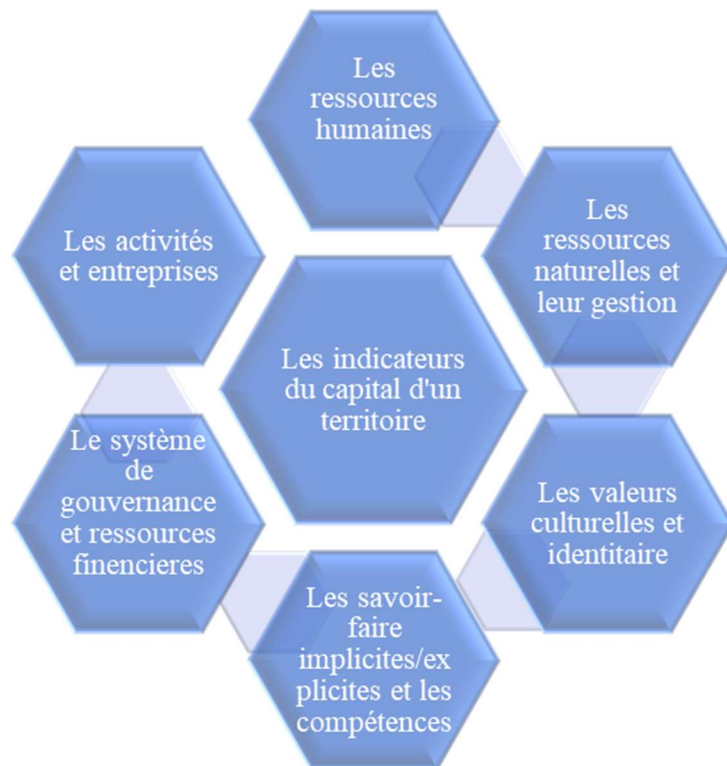 Les
ressources
humaines
Les
ressources
naturelles et
leur gestion
Les valeurs
culturelles et
identitaire
Les savoir-
faire
implicites/ex
plicites et les
compétences
Le système
de
gouvernance
et ressources
financieres
Les activités
et entreprises
Les indicateurs
du capital d'un
territoire